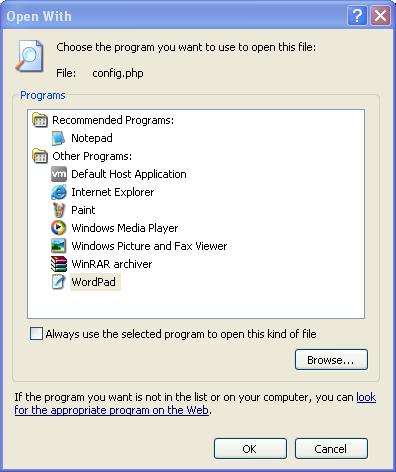 Open With
Choose the program you want to use to open this file:
File: config.php
Programs
Recommended Programs:
Notepad
Other Programs:
vm Default Host Application
Internet Explorer
Paint
Windows Media Player
Windows Picture and Fax Viewer
WinRAR archiver
WordPad
Always use the selected program to open this kind of file
Browse...
If the program you want is not in the list or on your computer, you can look
for the appropriate program on the Web.
OK Cancel